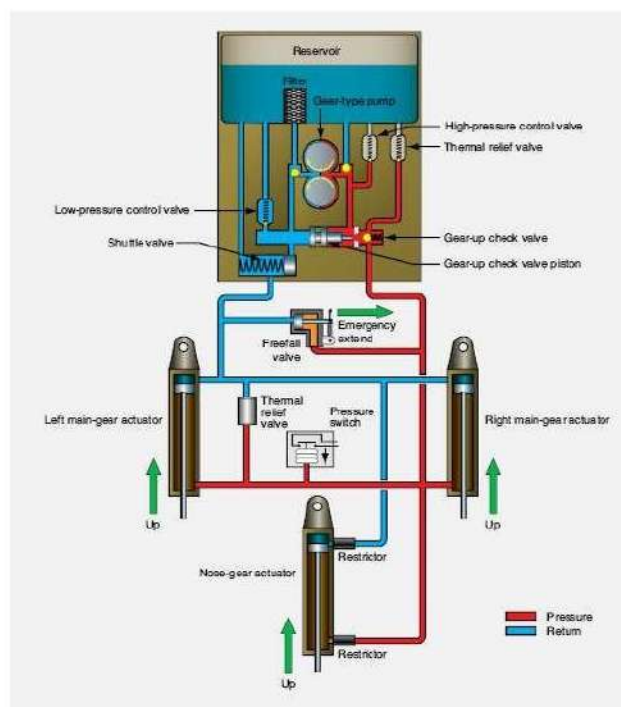 Reservoir
Filter
Gear-type pump
High-pressure control valve
Thermal relief valve
Low-pressure control valve
Shuttle valve
Gear-up check valve
Gear-up check valve piston
Emergency
extend
Freefall
valve
Left main-gear actuator
Thermal
relief
valve
Pressure
switch
Right main-gear actuator
Up
Up
Restrictor
Nose-gear actuator
Restrictor
Up
Pressure
Return